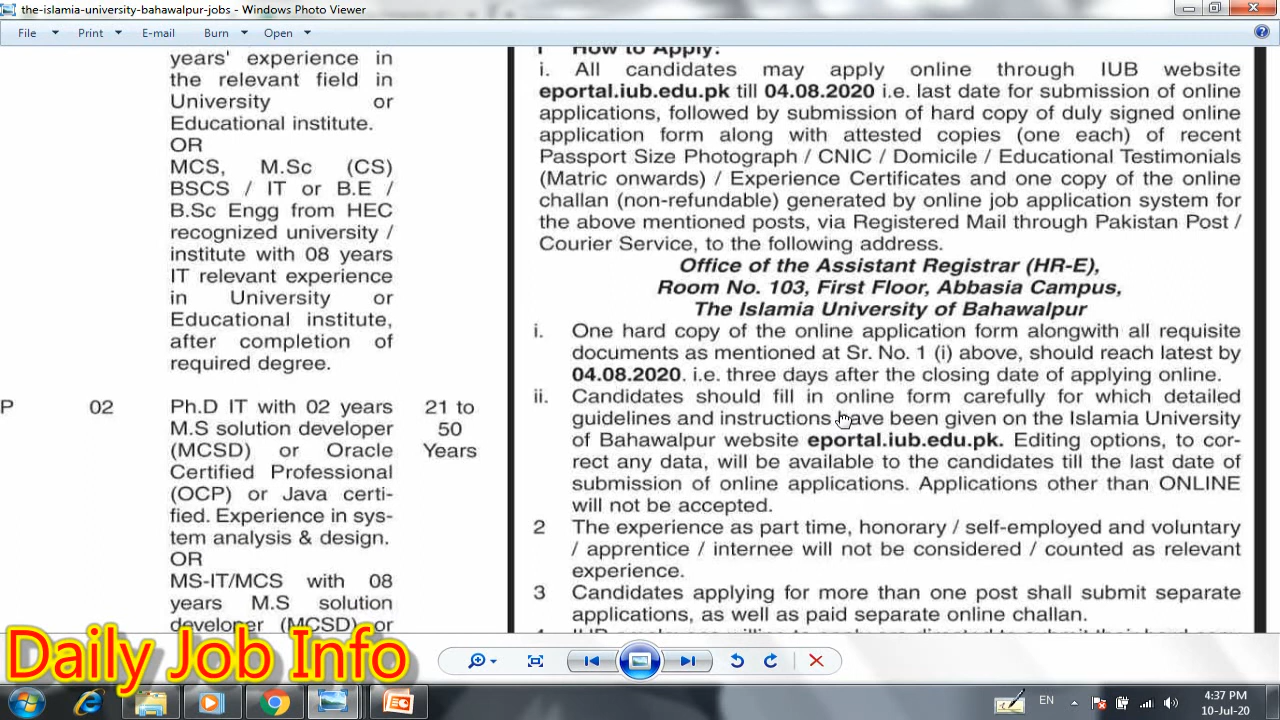 the-islamia-university-bahawalpur-jobs - Windows Photo Viewer
File Print E-mail Burn Open
years' experience in
the relevant field in
University or
Educational institute.
OR
MCS, M.Sc (CS)
BSCS / IT or B.E /
B.Sc Engg from HEC
recognized university /
institute with 08 years
IT relevant experience
in University or
Educational institute,
after completion of
required degree.
P 02
Ph.D IT with 02 years
M.S solution developer
(MCSD) or Oracle
Certified Professional
(OCP) or Java certi-
fied. Experience in sys-
tem analysis & design.
OR
MS-IT/MCS with 08
years M.S solution
developer (MCSD) or
21 to
50
Years
How to Apply:
i. All candidates may apply online through IUB website
eportal.iub.edu.pk till 04.08.2020 i.e. last date for submission of online
applications, followed by submission of hard copy of duly signed online
application form along with attested copies (one each) of recent
Passport Size Photograph / CNIC / Domicile / Educational Testimonials
(Matric onwards) / Experience Certificates and one copy of the online
challan (non-refundable) generated by online job application system for
the above mentioned posts, via Registered Mail through Pakistan Post /
Courier Service, to the following address.
Office of the Assistant Registrar (HR-E),
Room No. 103, First Floor, Abbasia Campus,
The Islamia University of Bahawalpur
i. One hard copy of the online application form alongwith all requisite
documents as mentioned at Sr. No. 1 (i) above, should reach latest by
04.08.2020. i.e. three days after the closing date of applying online.
ii. Candidates should fill in online form carefully for which detailed
guidelines and instructions have been given on the Islamia University
of Bahawalpur website eportal.iub.edu.pk. Editing options, to cor-
rect any data, will be available to the candidates till the last date of
submission of online applications. Applications other than ONLINE
will not be accepted.
2 The experience as part time, honorary / self-employed and voluntary
/ apprentice / internee will not be considered / counted as relevant
experience.
3 Candidates applying for more than one post shall submit separate
applications, as well as paid separate online challan.
Daily Job Info
EN
4:37 PM
10-Jul-20